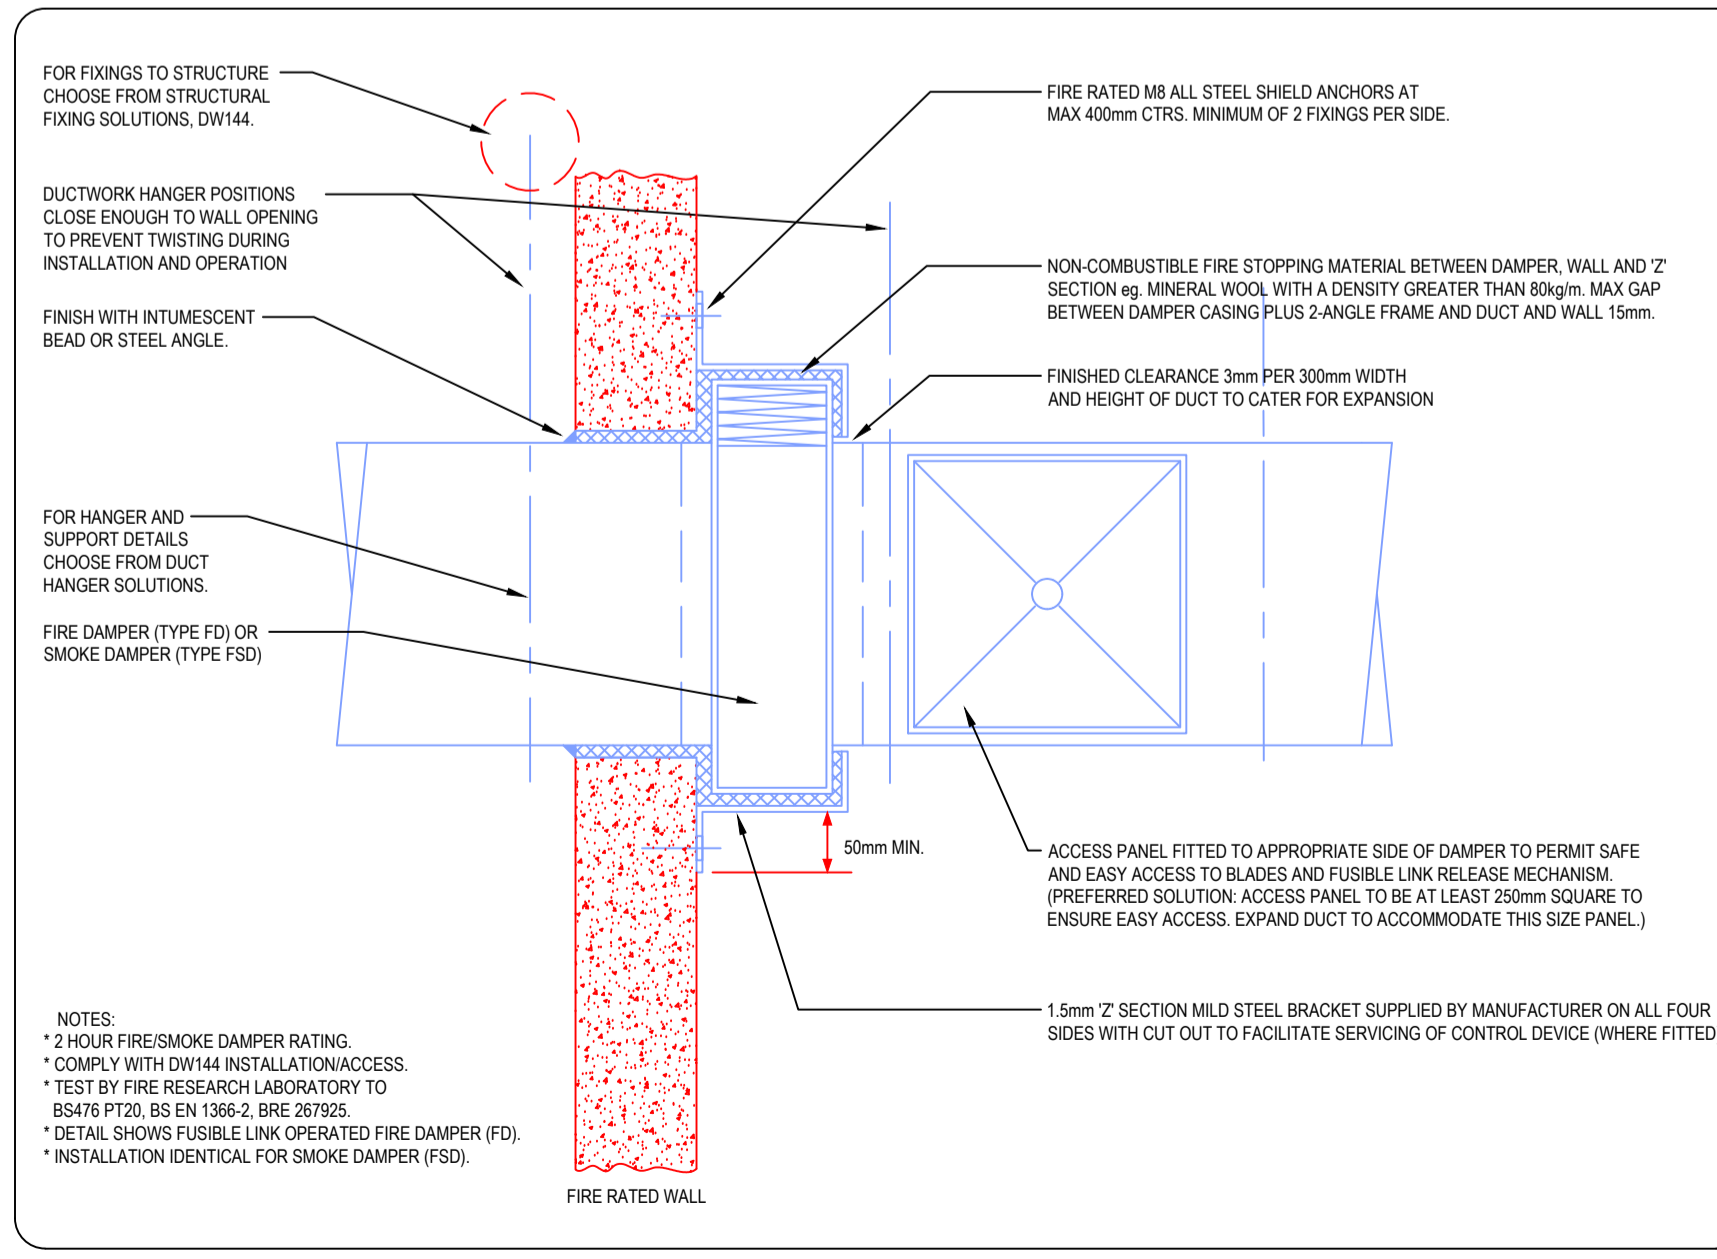 FOR FIXINGS TO STRUCTURE
CHOOSE FROM STRUCTURAL
FIXING SOLUTIONS, DW144.
DUCTWORK HANGER POSITIONS
CLOSE ENOUGH TO WALL OPENING
TO PREVENT TWISTING DURING
INSTALLATION AND OPERATION
FINISH WITH INTUMESCENT
BEAD OR STEEL ANGLE.
FOR HANGER AND
SUPPORT DETAILS
CHOOSE FROM DUCT
HANGER SOLUTIONS.
FIRE DAMPER (TYPE FD) OR
SMOKE DAMPER (TYPE FSD)
FIRE RATED M8 ALL STEEL SHIELD ANCHORS AT
MAX 400mm CTRS. MINIMUM OF 2 FIXINGS PER SIDE.
NON-COMBUSTIBLE FIRE STOPPING MATERIAL BETWEEN DAMPER, WALL AND 'Z'
SECTION eg. MINERAL WOOL WITH A DENSITY GREATER THAN 80kg/m. MAX GAP
BETWEEN DAMPER CASING PLUS 2-ANGLE FRAME AND DUCT AND WALL 15mm.
FINISHED CLEARANCE 3mm PER 300mm WIDTH
AND HEIGHT OF DUCT TO CATER FOR EXPANSION
50mm MIN.
ACCESS PANEL FITTED TO APPROPRIATE SIDE OF DAMPER TO PERMIT SAFE
AND EASY ACCESS TO BLADES AND FUSIBLE LINK RELEASE MECHANISM.
(PREFERRED SOLUTION: ACCESS PANEL TO BE AT LEAST 250mm SQUARE TO
ENSURE EASY ACCESS. EXPAND DUCT TO ACCOMMODATE THIS SIZE PANEL.)
1.5mm 'Z' SECTION MILD STEEL BRACKET SUPPLIED BY MANUFACTURER ON ALL FOUR
SIDES WITH CUT OUT TO FACILITATE SERVICING OF CONTROL DEVICE (WHERE FITTED
NOTES:
* 2 HOUR FIRE/SMOKE DAMPER RATING.
* COMPLY WITH DW144 INSTALLATION/ACCESS.
* TEST BY FIRE RESEARCH LABORATORY TO
BS476 PT20, BS EN 1366-2, BRE 267925.
* DETAIL SHOWS FUSIBLE LINK OPERATED FIRE DAMPER (FD).
* INSTALLATION IDENTICAL FOR SMOKE DAMPER (FSD).
FIRE RATED WALL